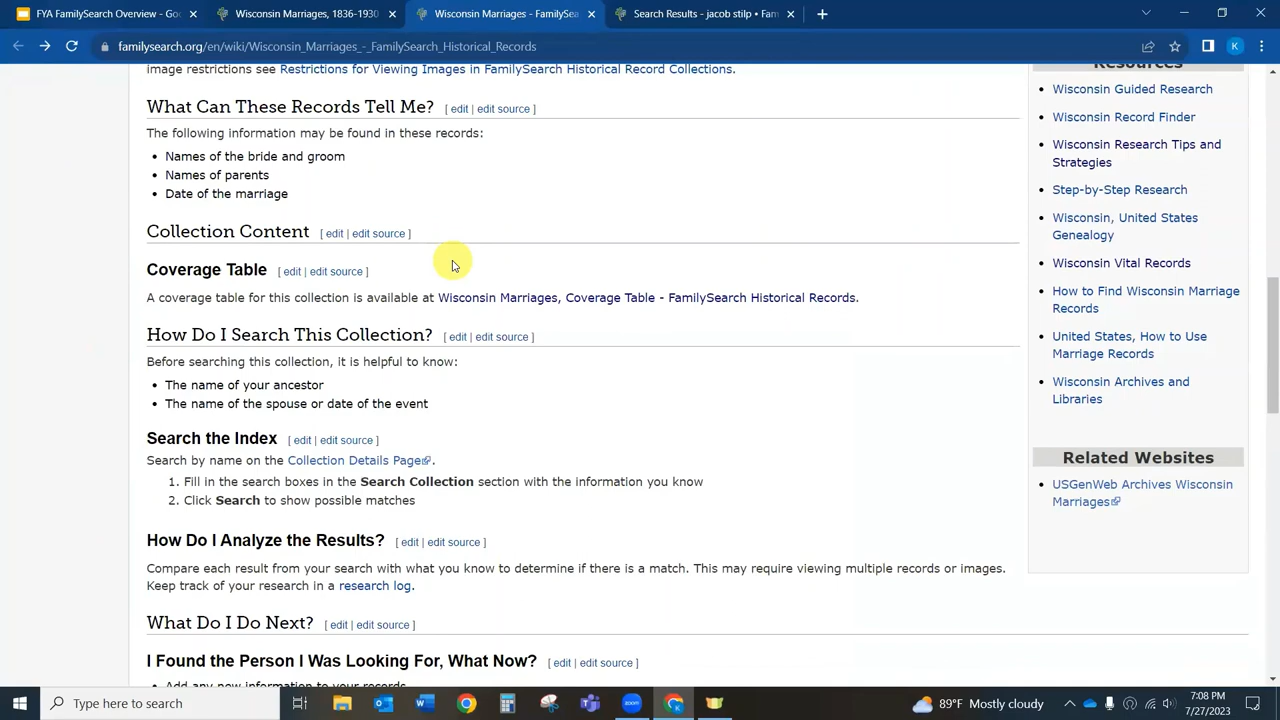 FYA FamilySearch Overview - Goo
Wisconsin Marriages, 1836-1930
Wisconsin Marriages - FamilySea
Search Results - jacob stilp • Fam
familysearch.org/en/wiki/Wisconsin_Marriages_-_FamilySearch_Historical_Records
K
image restrictions see Restrictions for Viewing Images in FamilySearch Historical Record Collections.
What Can These Records Tell Me? [ edit | edit source ]
The following information may be found in these records:
• Names of the bride and groom
• Names of parents
• Date of the marriage
Collection Content [ edit | edit source ]
Coverage Table [ edit | edit source ]
A coverage table for this collection is available at Wisconsin Marriages, Coverage Table - FamilySearch Historical Records.
How Do I Search This Collection? [ edit | edit source ]
Before searching this collection, it is helpful to know:
• The name of your ancestor
• The name of the spouse or date of the event
Search the Index [ edit | edit source ]
Search by name on the Collection Details Page.
1. Fill in the search boxes in the Search Collection section with the information you know
2. Click Search to show possible matches
How Do I Analyze the Results? [ edit | edit source ]
Compare each result from your search with what you know to determine if there is a match. This may require viewing multiple records or images.
Keep track of your research in a research log.
What Do I Do Next? [ edit | edit source ]
I Found the Person I Was Looking For, What Now? [ edit | edit source ]
• Add any new information to your records
Resources
• Wisconsin Guided Research
• Wisconsin Record Finder
• Wisconsin Research Tips and
Strategies
• Step-by-Step Research
• Wisconsin, United States
Genealogy
• Wisconsin Vital Records
• How to Find Wisconsin Marriage
Records
• United States, How to Use
Marriage Records
• Wisconsin Archives and
Libraries
Related Websites
• USGenWeb Archives Wisconsin
Marriages
Type here to search
89°F Mostly cloudy
7:08 PM
7/27/2023